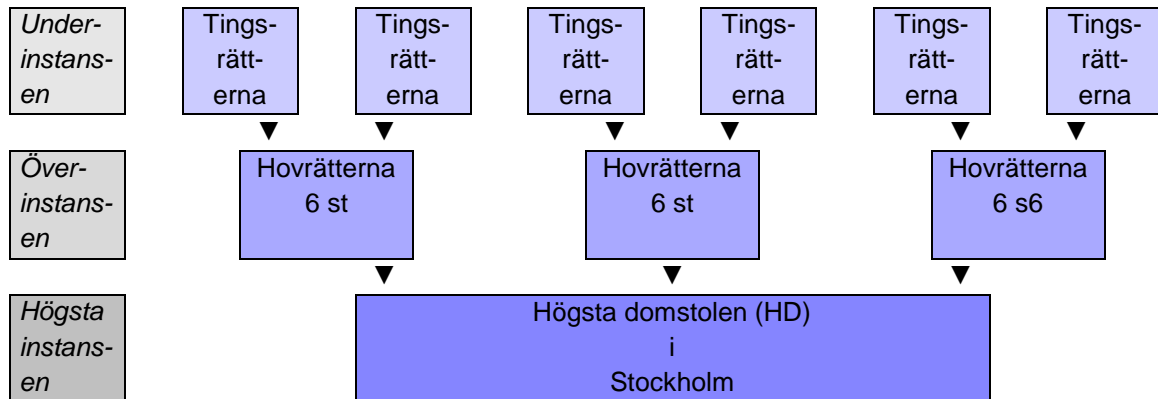 Under-
instans-
en
Tings-
rätt-
erna
Tings-
rätt-
erna
Tings-
rätt-
erna
Tings-
rätt-
erna
Tings-
rätt-
erna
Tings-
rätt-
erna
Över-
instans-
en
Hovrätterna
6 st
Hovrätterna
6 st
Hovrätterna
6 s6
Högsta
instans-
en
Högsta domstolen (HD)
i
Stockholm